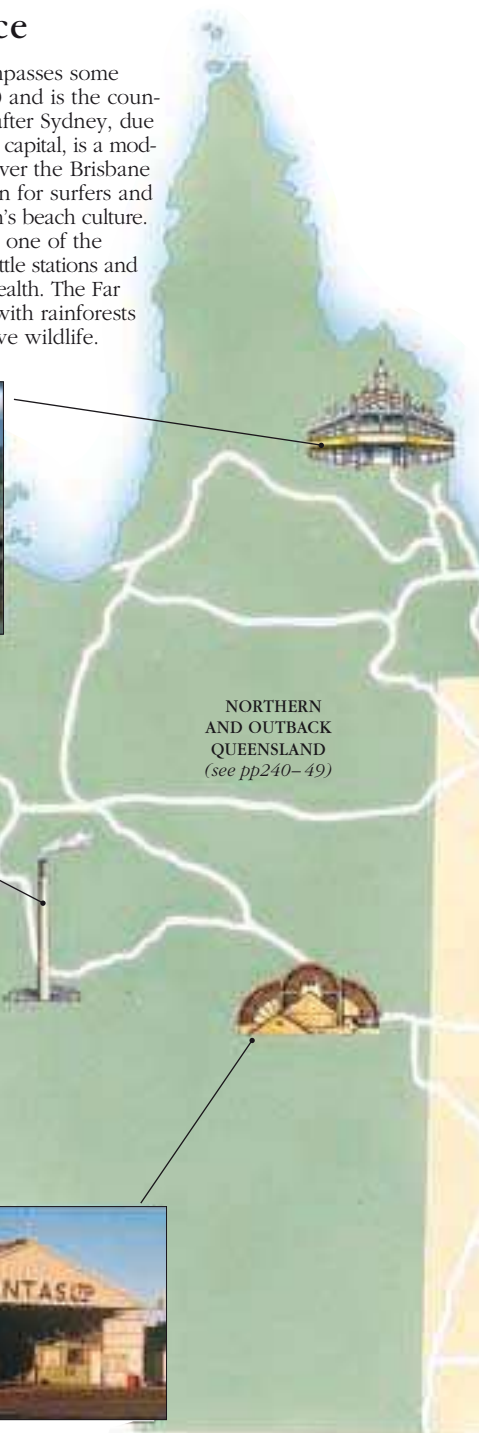 ce
mpasses some
) and is the coun-
after Sydney, due
capital, is a mod-
ver the Brisbane
n for surfers and
n's beach culture.
one of the
ttle stations and
ealth. The Far
with rainforests
ve wildlife.
NORTHERN
AND OUTBACK
QUEENSLAND
(see pp240–49)
NTAS LTD